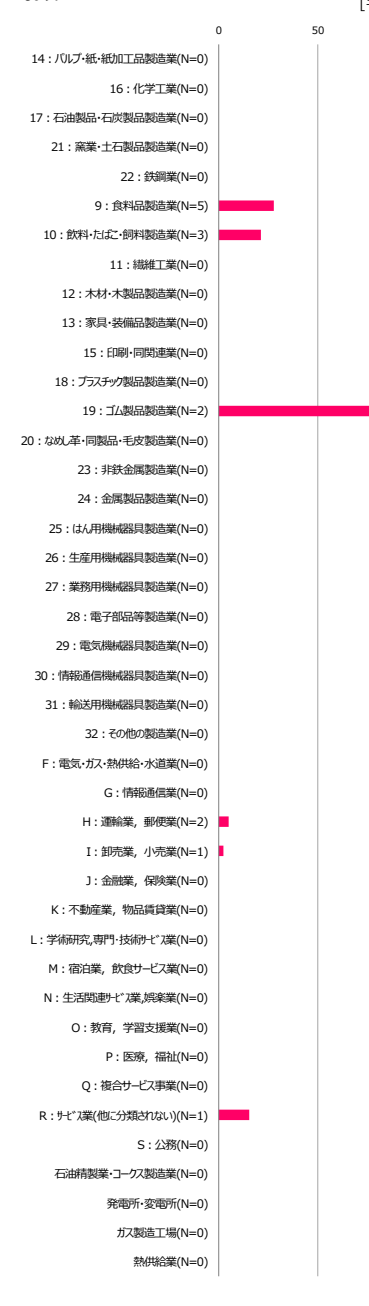 0 50
14：パルプ・紙・紙加工品製造業(N=0)
16：化学工業(N=0)
17：石油製品・石炭製品製造業(N=0)
21：窯業・土石製品製造業(N=0)
22：鉄鋼業(N=0)
9：食料品製造業(N=5)
10：飲料・たばこ・飼料製造業(N=3)
11：繊維工業(N=0)
12：木材・木製品製造業(N=0)
13：家具・装備品製造業(N=0)
15：印刷・同関連業(N=0)
18：プラスチック製品製造業(N=0)
19：ゴム製品製造業(N=2)
20：なめし革・同製品・毛皮製造業(N=0)
23：非鉄金属製造業(N=0)
24：金属製品製造業(N=0)
25：はん用機械器具製造業(N=0)
26：生産用機械器具製造業(N=0)
27：業務用機械器具製造業(N=0)
28：電子部品等製造業(N=0)
29：電気機械器具製造業(N=0)
30：情報通信機械器具製造業(N=0)
31：輸送用機械器具製造業(N=0)
32：その他の製造業(N=0)
F：電気・ガス・熱供給・水道業(N=0)
G：情報通信業(N=0)
H：運輸業，郵便業(N=2)
I：卸売業，小売業(N=1)
J：金融業，保険業(N=0)
K：不動産業，物品賃貸業(N=0)
L：学術研究,専門・技術ｻｰﾋﾞｽ業(N=0)
M：宿泊業，飲食サービス業(N=0)
N：生活関連ｻｰﾋﾞｽ業,娯楽業(N=0)
O：教育，学習支援業(N=0)
P：医療，福祉(N=0)
Q：複合サービス事業(N=0)
R：ｻｰﾋﾞｽ業(他に分類されない)(N=1)
S：公務(N=0)
石油精製業・コークス製造業(N=0)
発電所・変電所(N=0)
ガス製造工場(N=0)
熱供給業(N=0)